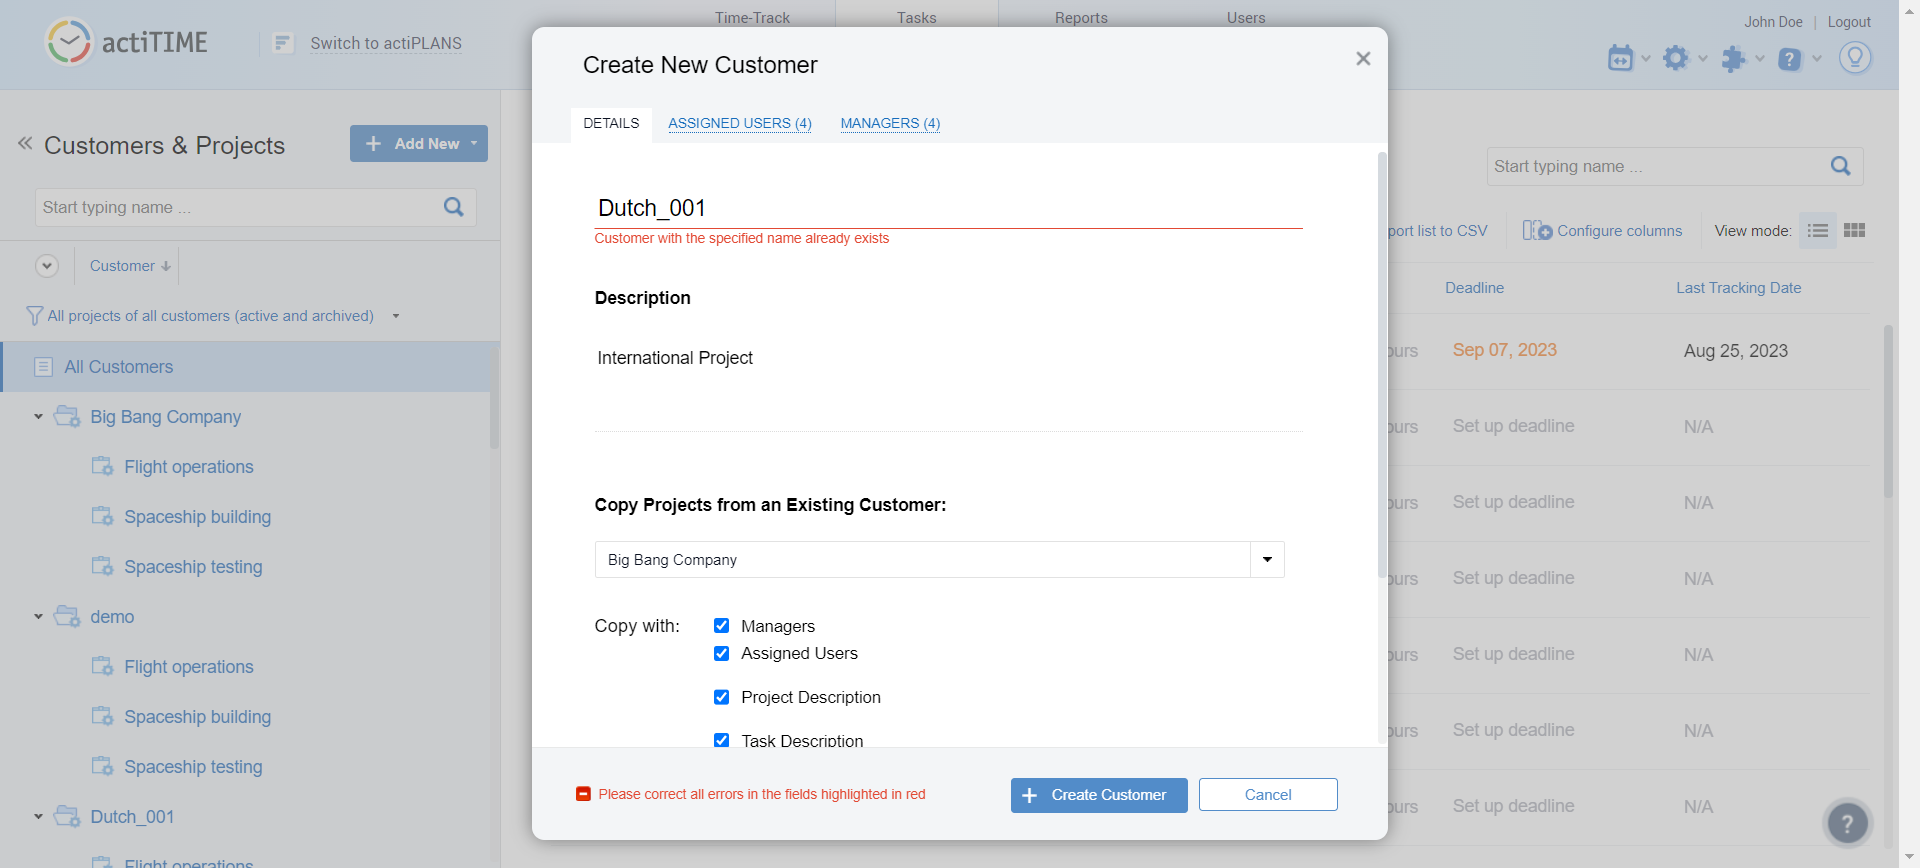 actiTIME
Switch to actiPLANS
Time-Track
Tasks
Reports
Users
John Doe
Logout
Customers & Projects
Add New
Start typing name ...
Customer
All projects of all customers (active and archived)
All Customers
Big Bang Company
Flight operations
Spaceship building
Spaceship testing
demo
Flight operations
Spaceship building
Spaceship testing
Dutch_001
Flight operations
Create New Customer
DETAILS
ASSIGNED USERS (4)
MANAGERS (4)
Dutch_001
Customer with the specified name already exists
Description
International Project
Copy Projects from an Existing Customer:
Big Bang Company
Copy with:
Managers
Assigned Users
Project Description
Task Description
Please correct all errors in the fields highlighted in red
Create Customer
Cancel
Start typing name ...
port list to CSV
Configure columns
View mode:
Deadline
Last Tracking Date
ours
Sep 07, 2023
Aug 25, 2023
ours
Set up deadline
N/A
ours
Set up deadline
N/A
ours
Set up deadline
N/A
ours
Set up deadline
N/A
ours
Set up deadline
N/A
ours
Set up deadline
N/A